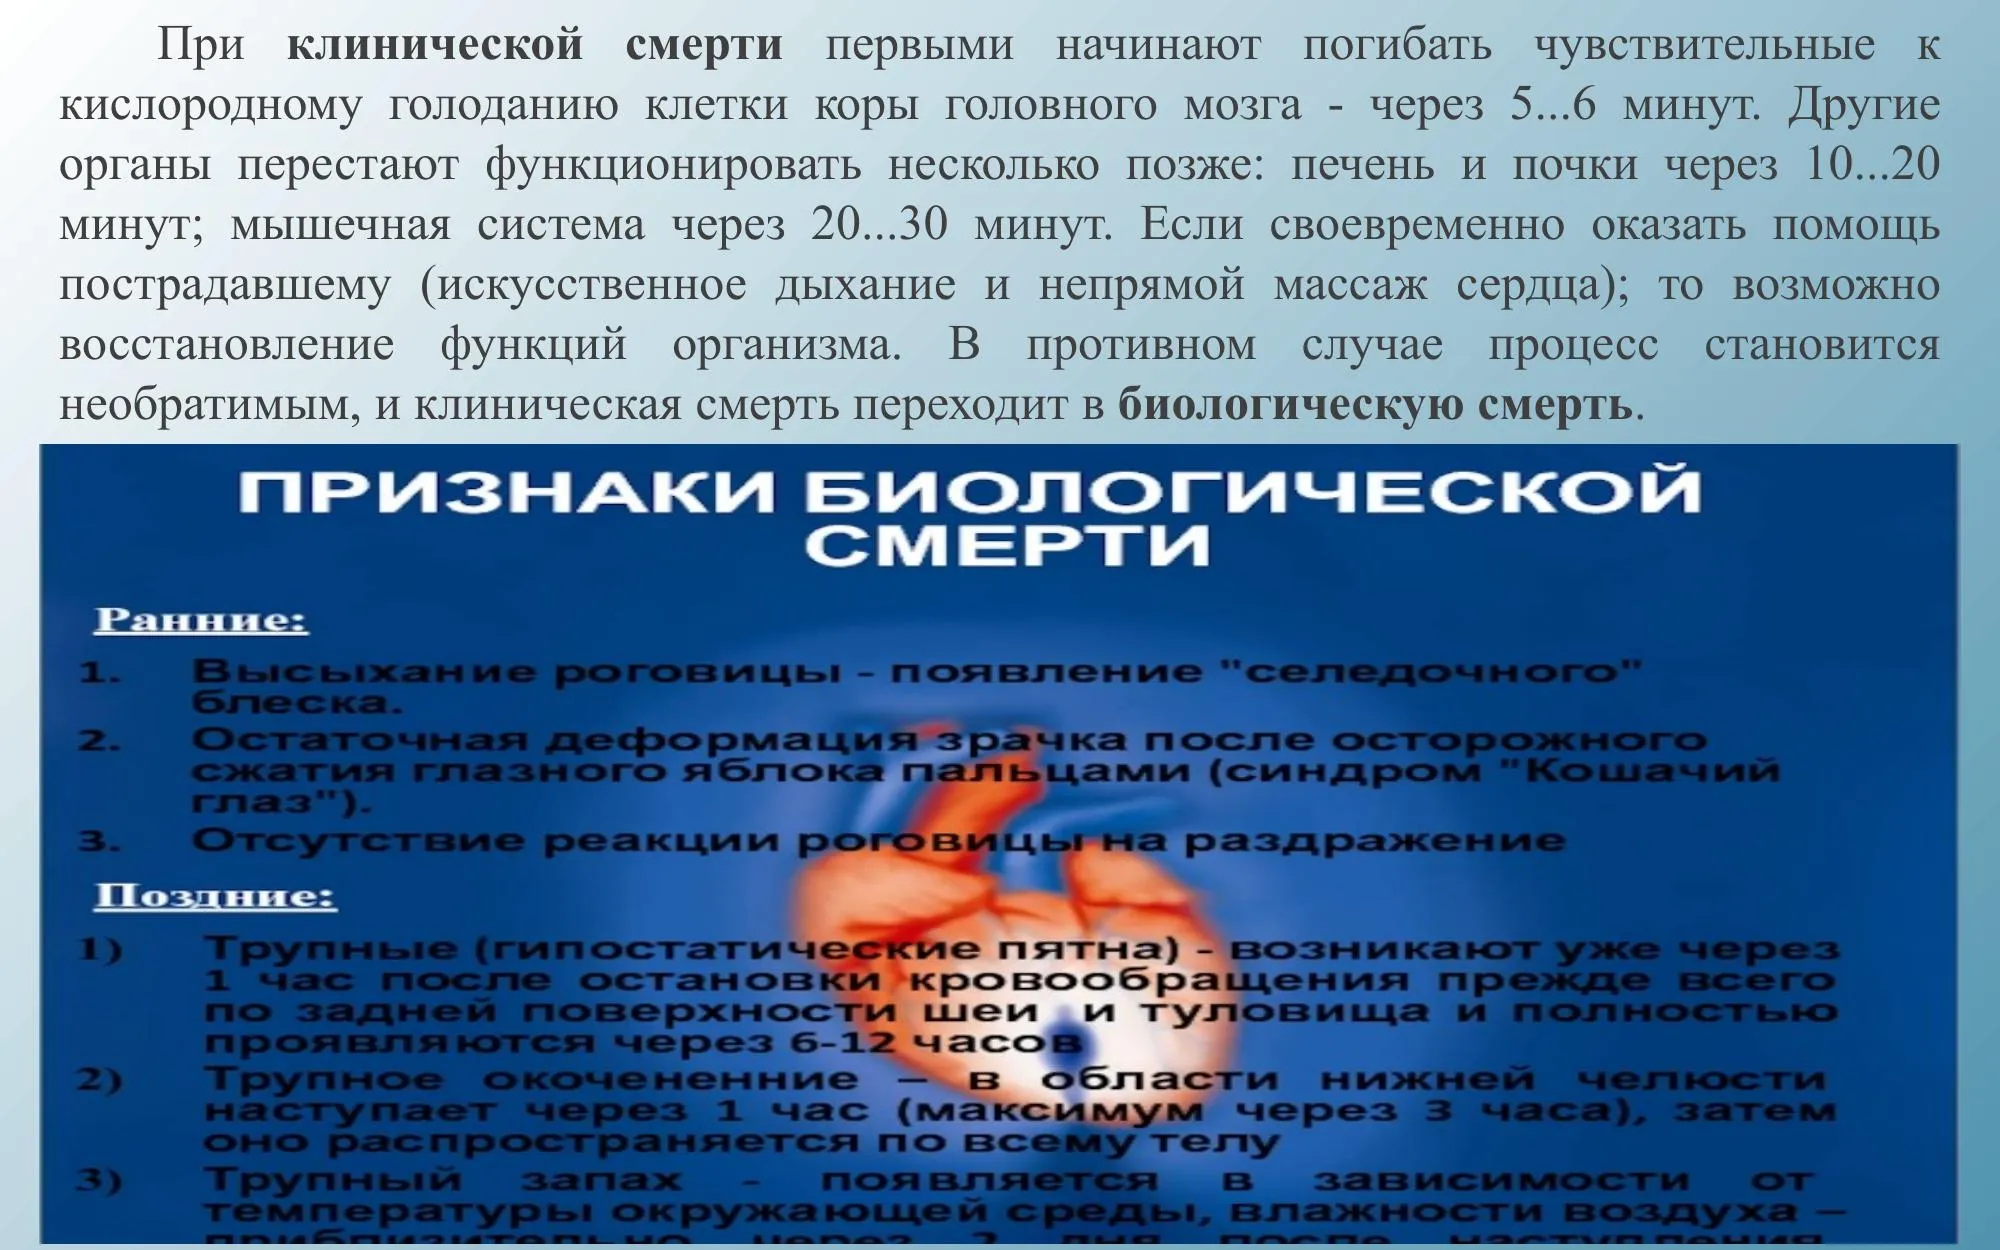 При клинической смерти первыми начинают погибать чувствительные к
кислородному голоданию клетки коры головного мозга - через 5...6 минут. Другие
органы перестают функционировать несколько позже: печень и почки через 10...20
минут; мышечная система через 20...30 минут. Если своевременно оказать помощь
пострадавшему (искусственное дыхание и непрямой массаж сердца); то возможно
восстановление функций организма. В противном случае процесс становится
необратимым, и клиническая смерть переходит в биологическую смерть.
ПРИЗНАКИ БИОЛОГИЧЕСКОЙ
СМЕРТИ
Ранние:
1. Высыхание роговицы - появление "селедочного"
блеска.
2. Остаточная деформация зрачка после осторожного
сжатия глазного яблока пальцами (синдром "Кошачий
глаз").
3. Отсутствие реакции роговицы на раздражение
Поздние:
1) Трупные (гипостатические пятна) - возникают уже через
1 час после остановки кровообращения прежде всего
по задней поверхности шеи и туловища и полностью
проявляются через 6-12 часов
2) Трупное окоченение – в области нижней челюсти
наступает через 1 час (максимум через 3 часа), затем
оно распространяется по всему телу
3) Трупный запах - появляется в зависимости от
температуры окружающей среды, влажности воздуха –
приблизительно через 2 дня после наступления